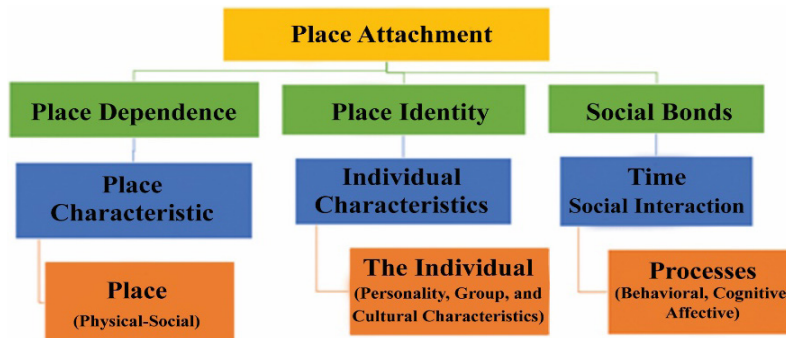 Place Attachment
Place Dependence
Place Identity
Social Bonds
Place
Characteristic
Individual
Characteristics
Time
Social Interaction
Place
(Physical-Social)
The Individual
(Personality, Group, and
Cultural Characteristics)
Processes
(Behavioral, Cognitive
Affective)